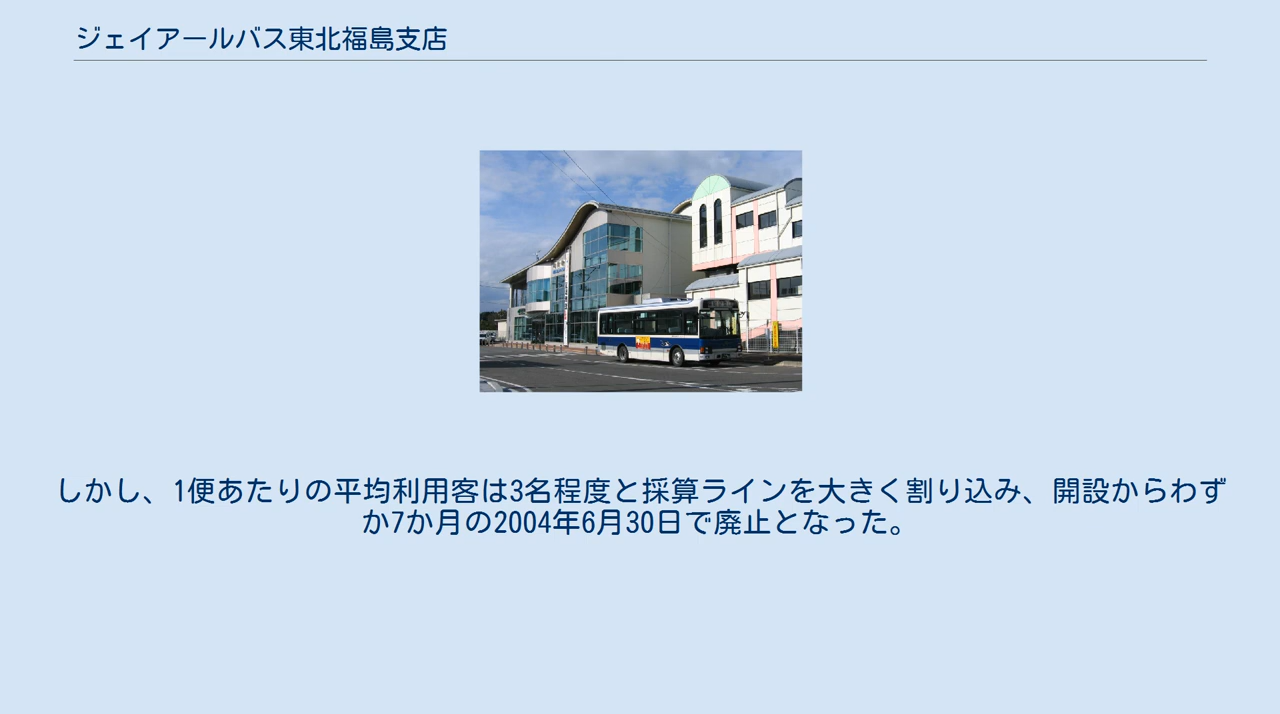 ジェイアールバス東北福島支店
しかし、1便あたりの平均利用客は3名程度と採算ラインを大きく割り込み、開設からわず
か7か月の2004年6月30日で廃止となった。